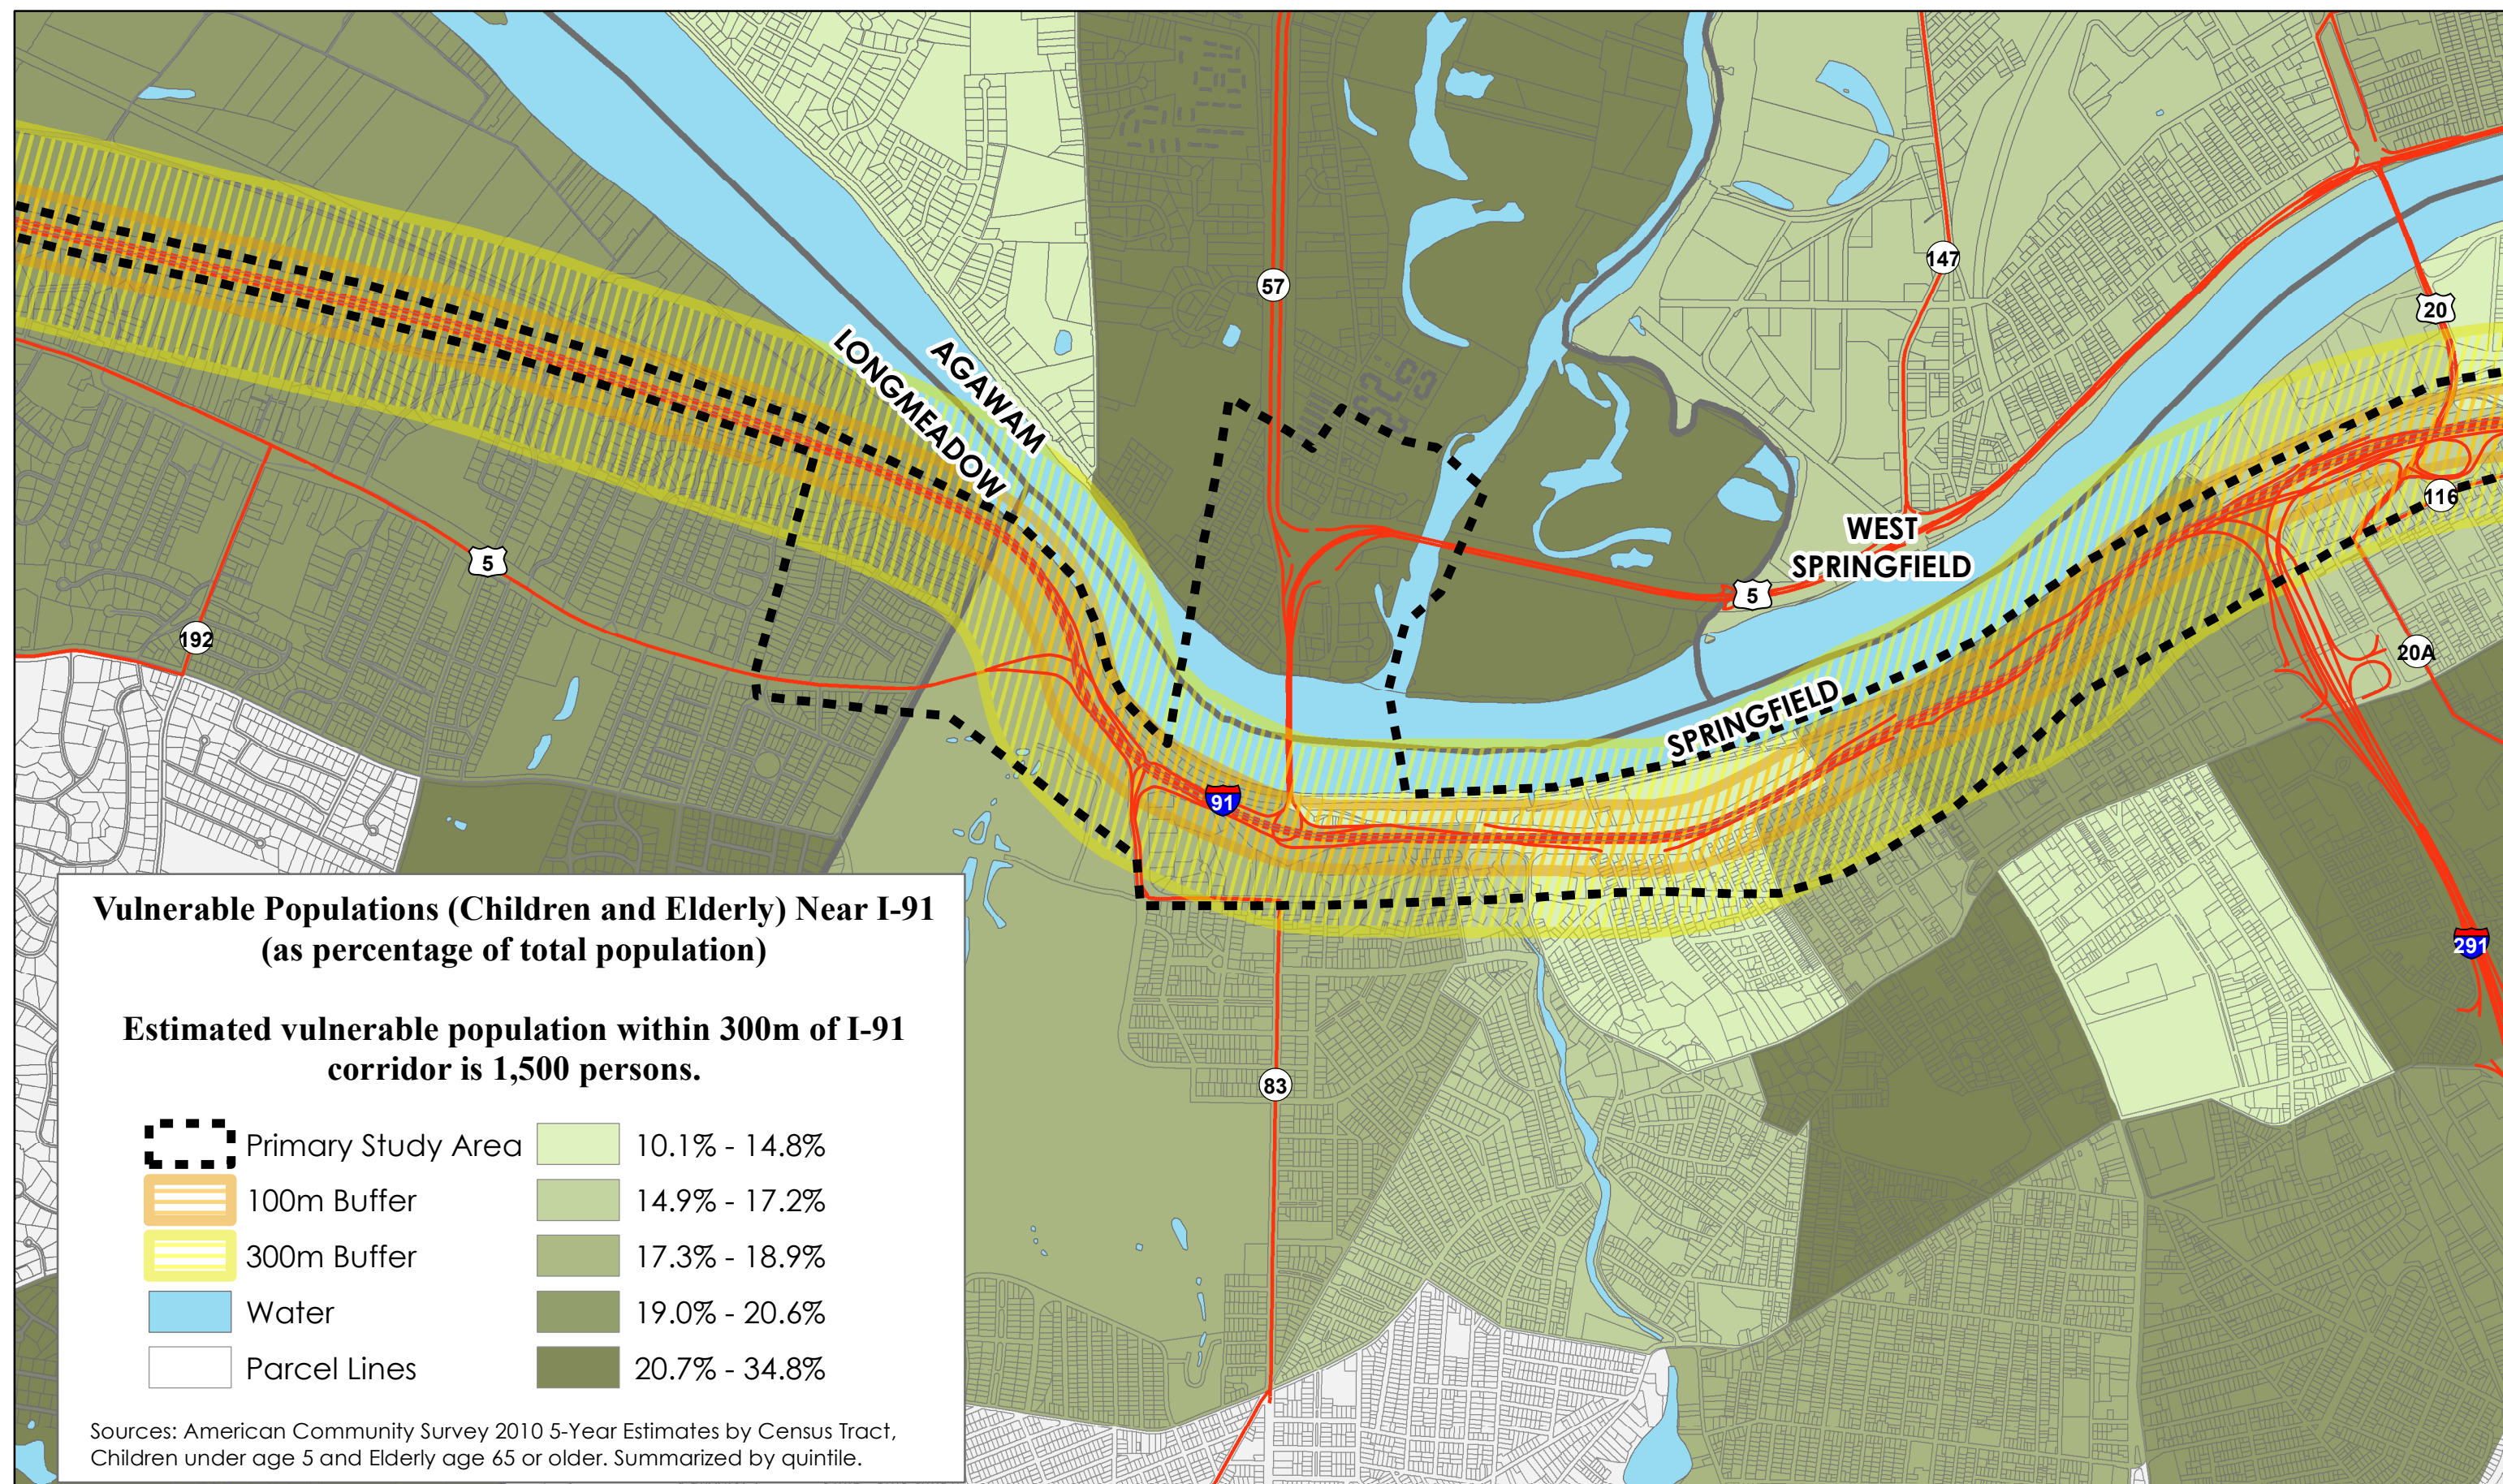 57
147
20
AGAWAM
LONGMEADOW
116
5
WEST
SPRINGFIELD
5
192
20A
SPRINGFIELD
91
291
83
Vulnerable Populations (Children and Elderly) Near I-91
(as percentage of total population)
Estimated vulnerable population within 300m of I-91
corridor is 1,500 persons.
Primary Study Area
100m Buffer
300m Buffer
Water
Parcel Lines
10.1% - 14.8%
14.9% - 17.2%
17.3% - 18.9%
19.0% - 20.6%
20.7% - 34.8%
Sources: American Community Survey 2010 5-Year Estimates by Census Tract,
Children under age 5 and Elderly age 65 or older. Summarized by quintile.